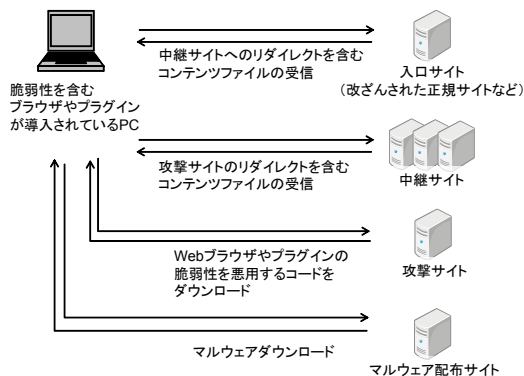 脆弱性を含む
ブラウザやプラグイン
が導入されているPC
中継サイトへのリダイレクトを含む
コンテンツファイルの受信
入口サイト
（改ざんされた正規サイトなど）
攻撃サイトのリダイレクトを含む
コンテンツファイルの受信
中継サイト
Webブラウザやプラグインの
脆弱性を悪用するコードを
ダウンロード
攻撃サイト
マルウェアダウンロード
マルウェア配布サイト